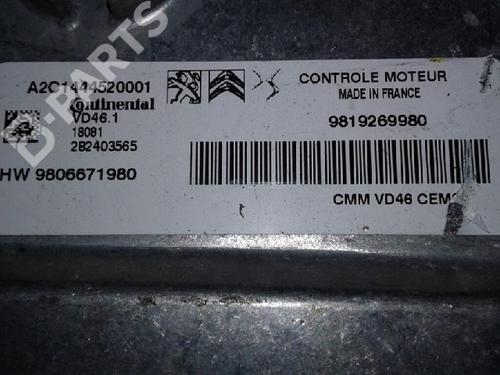 B-PARTS
A2C1444520001
Continental
VD46.1
18081
2B2403565
HW 9806671980
CONTROLE MOTEUR
MADE IN FRANCE
9819269980
CMM VD46 CEM